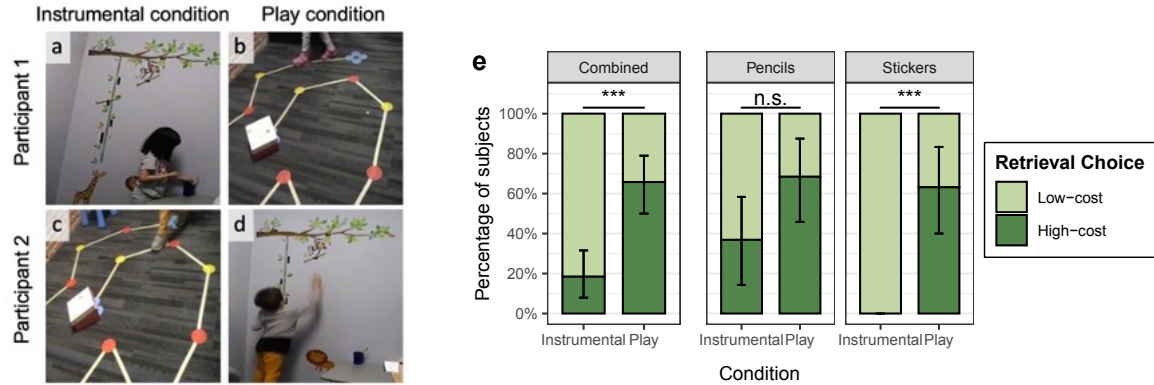 Instrumental condition
Play condition
Participant 1
a
b
Participant 2
c
d
e
Combined
Pencils
Stickers
***
n.s.
***
Percentage of subjects
100%
80%
60%
40%
20%
0%
Instrumental Play
Instrumental Play
Instrumental Play
Condition
Retrieval Choice
Low-cost
High-cost